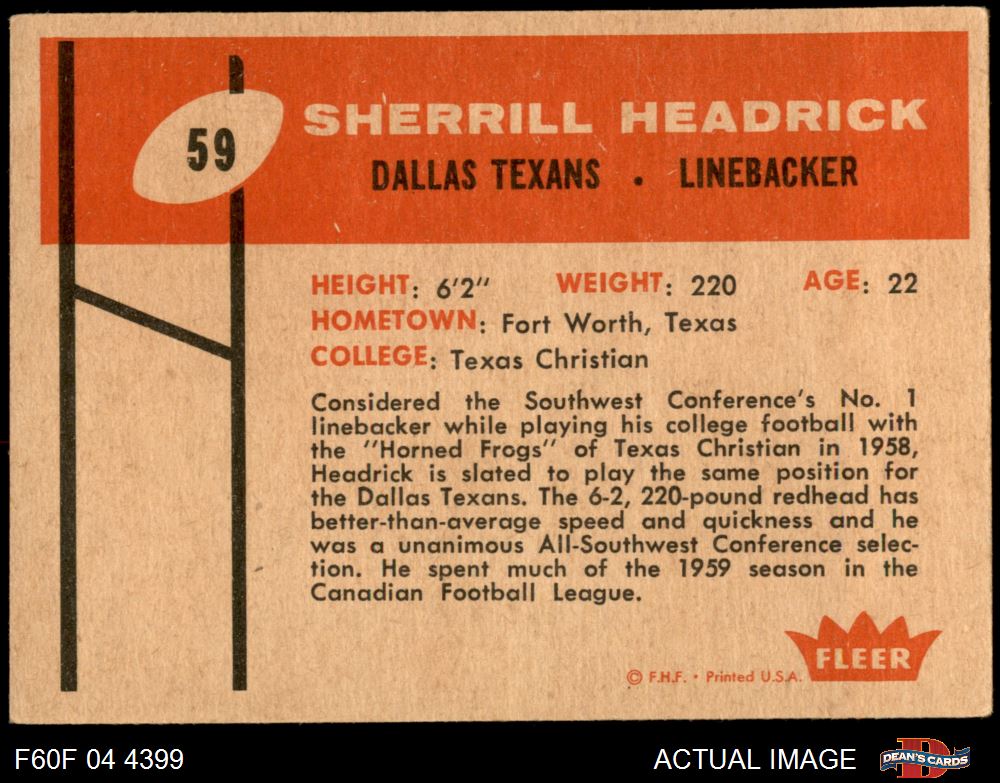 59
SHERRILL HEADRICK
DALLAS TEXANS . LINEBACKER
HEIGHT: 6'2" WEIGHT: 220 AGE: 22
HOMETOWN: Fort Worth, Texas
COLLEGE: Texas Christian
Considered the Southwest Conference's No. 1
linebacker while playing his college football with
the "Horned Frogs" of Texas Christian in 1958,
Headrick is slated to play the same position for
the Dallas Texans. The 6-2, 220-pound redhead has
better-than-average speed and quickness and he
was a unanimous All-Southwest Conference selec-
tion. He spent much of the 1959 season in the
Canadian Football League.
FLEER
© F.H.F. • Printed U.S.A.
F60F 04 4399 ACTUAL IMAGE D DEAN'S CARDS